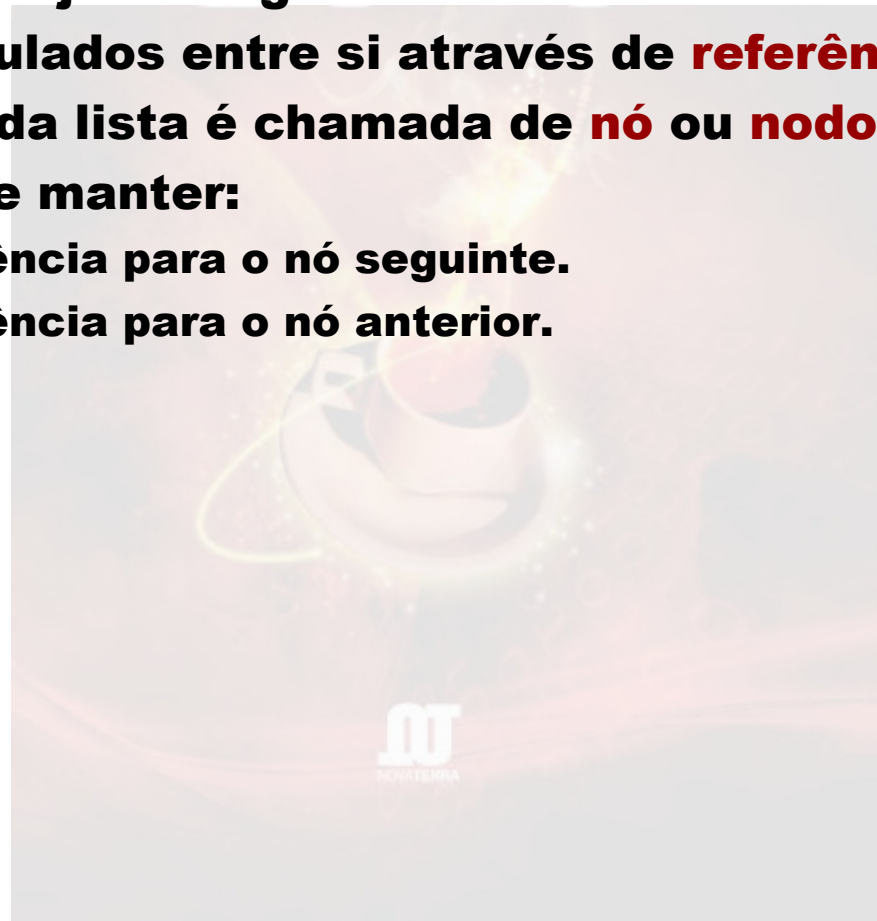 ulados entre si através de referên
da lista é chamada de nó ou nodo
e manter:
ência para o nó seguinte.
ência para o nó anterior.
NOVATERRA